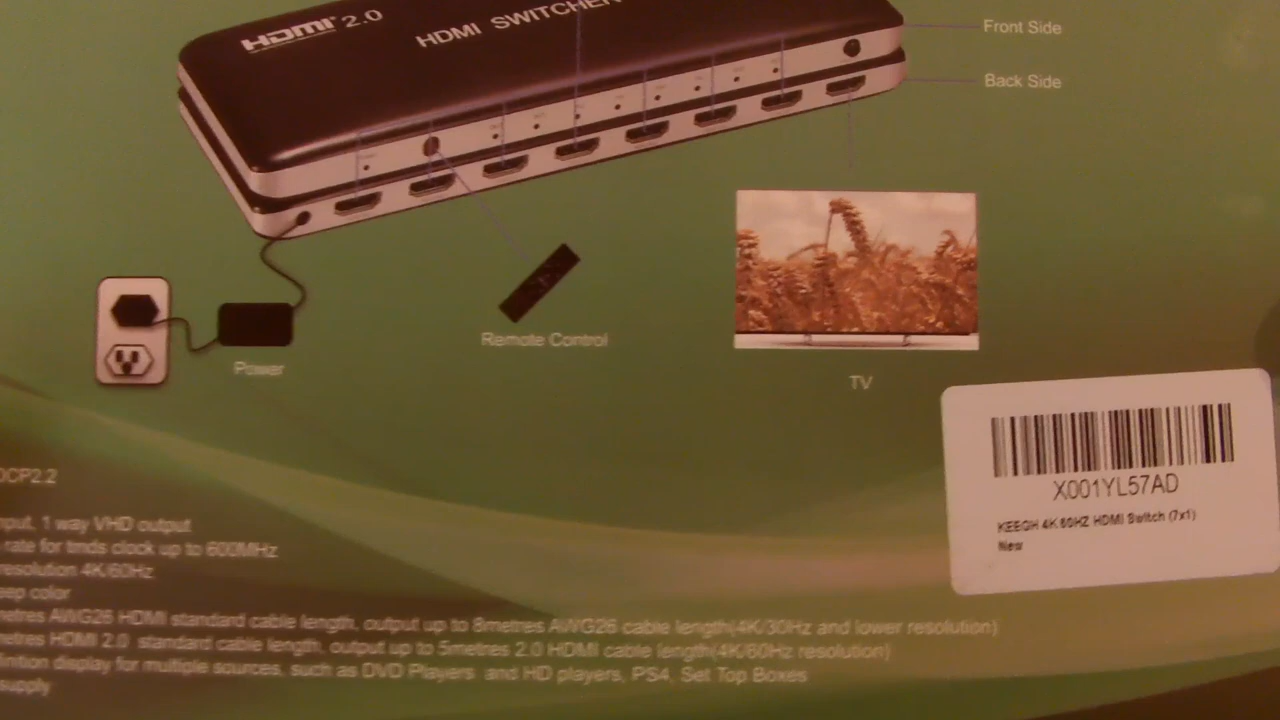 HDMI 2.0
HDMI SWITCHER
Front Side
Back Side
Remote Control
Power
TV
DCP2.2
nput, 1 way VHD output
rate for tmds clock up to 600MHz
resolution 4K/60Hz
eep color
metres AWG26 HDMI standard cable length, output up to 8metres AWG26 cable length(4K/30Hz and lower resolution)
metres HDMI 2.0 standard cable length, output up to 5metres 2.0 HDMI cable length(4K/60Hz resolution)
finition display for multiple sources, such as DVD Players and HD players, PS4, Set Top Boxes
supply
X001YL57AD
KEEGH 4K 60HZ HDMI Switch (7x1)
New